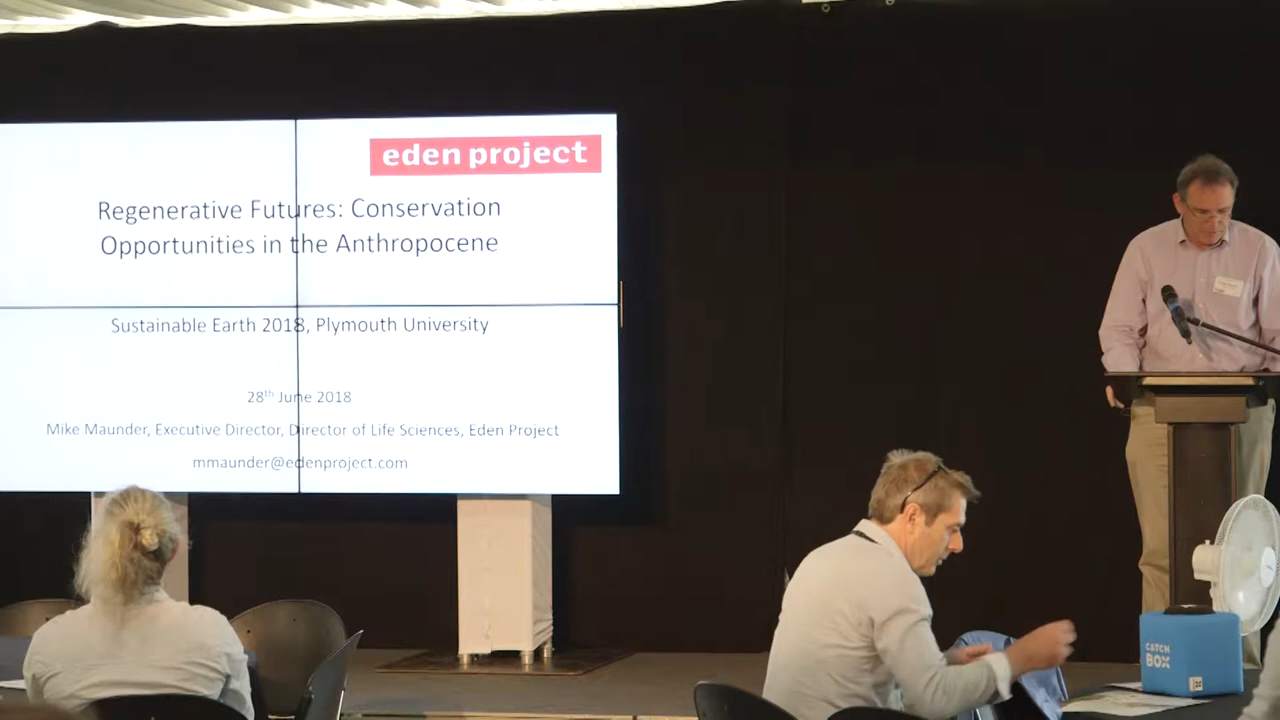 eden project
Regenerative Futures: Conservation
Opportunities in the Anthropocene
Sustainable Earth 2018, Plymouth University
28th June 2018
Mike Maunder, Executive Director, Director of Life Sciences, Eden Project
mmaunder@edenproject.com
CATCH
BOX